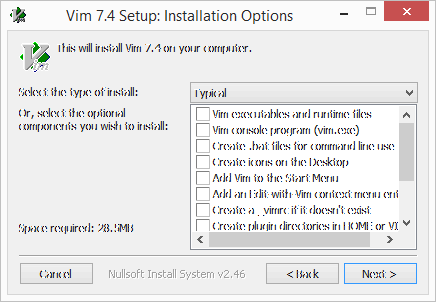 Vim 7.4 Setup: Installation Options
This will install Vim 7.4 on your computer.
Select the type of install:
Typical
Or, select the optional
components you wish to install:
Vim executables and runtime files
Vim console program (vim.exe)
Create .bat files for command line use
Create icons on the Desktop
Add Vim to the Start Menu
Add an Edit-with-Vim context menu ent
Create a _vimrc if it doesn't exist
Create plugin directories in HOME or VI
Space required: 28.5MB
Cancel
Nullsoft Install System v2.46
< Back
Next >